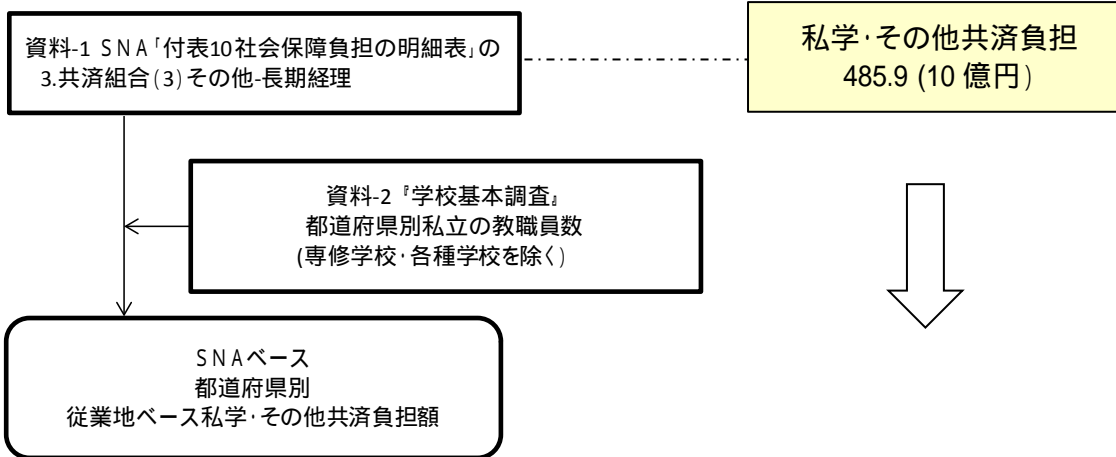 資料-1 SNA｢付表10社会保障負担の明細表｣の
3.共済組合(3)その他-長期経理
私学･その他共済負担
485.9 (10 億円)
資料-2『学校基本調査』
都道府県別私立の教職員数
(専修学校･各種学校を除く)
SNAベース
都道府県別
従業地ベース私学･その他共済負担額